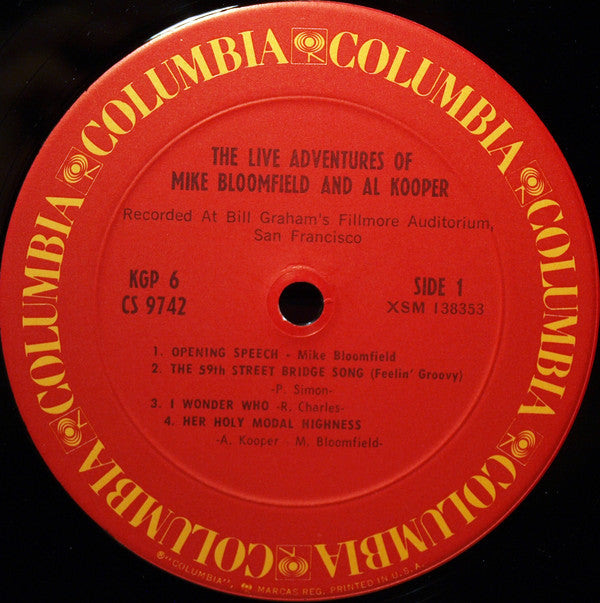 COLUMBIA COLUMBIA COLUMBIA COLUMBIA COLUMBIA COLUMBIA
THE LIVE ADVENTURES OF
MIKE BLOOMFIELD AND AL KOOPER
Recorded At Bill Graham's Fillmore Auditorium,
San Francisco
KGP 6 SIDE 1
CS 9742 XSM 138353
1. OPENING SPEECH - Mike Bloomfield
2. THE 59th STREET BRIDGE SONG (Feelin' Groovy)
-P. Simon-
3. I WONDER WHO -R. Charles-
4. HER HOLY MODAL HIGHNESS
-A. Kooper - M. Bloomfield-
®"COLUMBIA", MARCAS REG. PRINTED IN U.S.A.